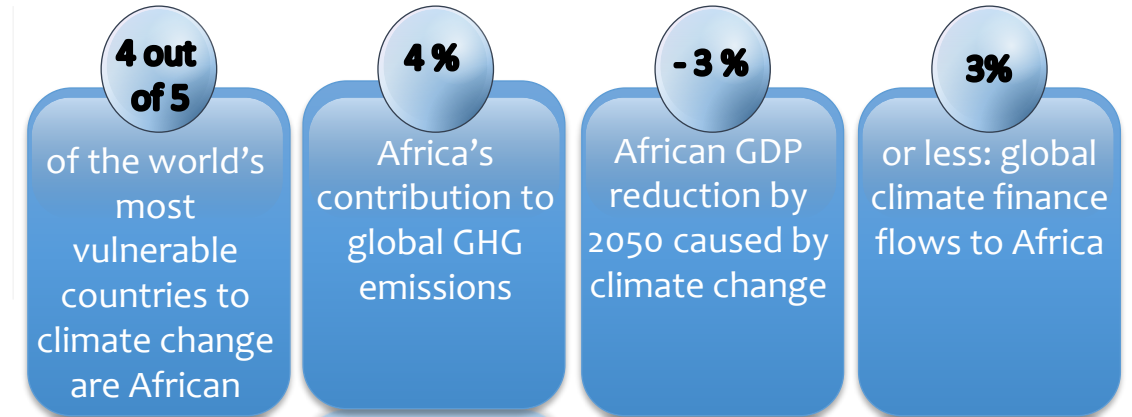 4 out
of 5
of the world’s
most
vulnerable
countries to
climate change
are African
4 %
Africa’s
contribution to
global GHG
emissions
- 3 %
African GDP
reduction by
2050 caused by
climate change
3%
or less: global
climate finance
flows to Africa